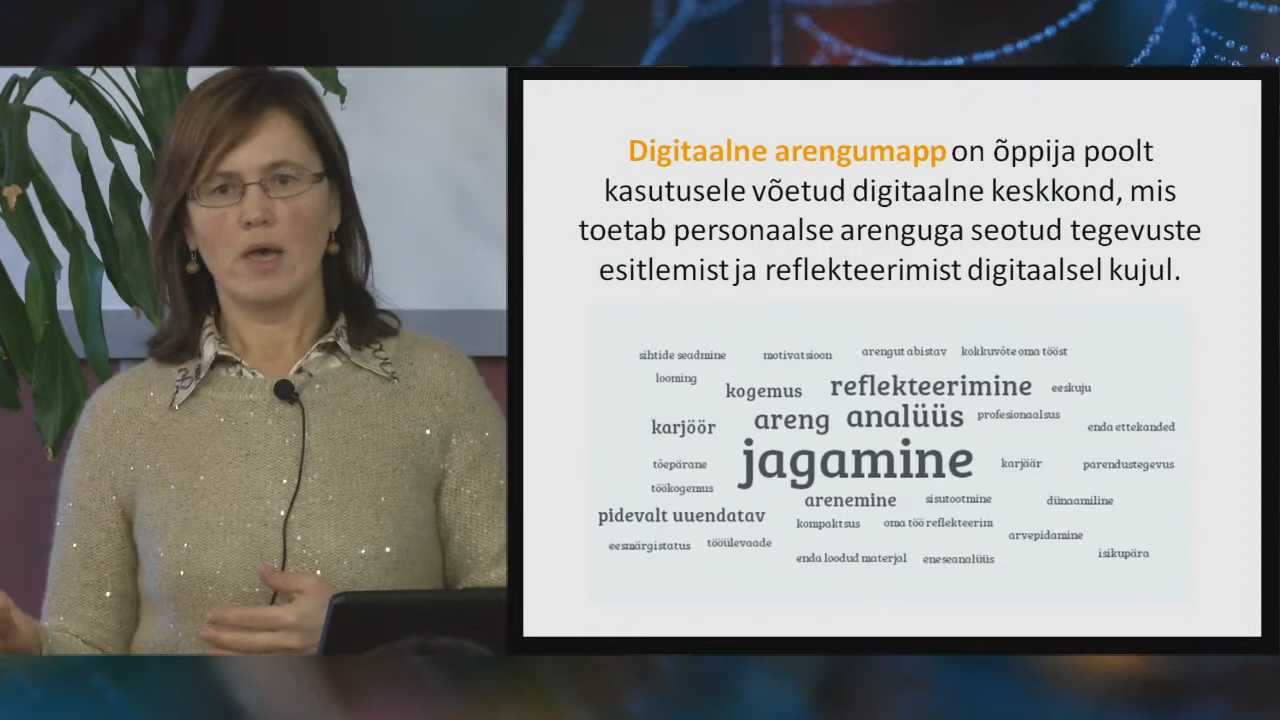 Digitaalne arengumapp on õppija poolt
kasutusele võetud digitaalne keskkond, mis
toetab personaalse arenguga seotud tegevuste
esitlemist ja reflekteerimist digitaalsel kujul.
sihtide seadmine motivatsioon arengut abistav kokkuvõte oma tööst
looming kogemus reflekteerimine eeskuju
karjöör areng analüüs profesionaalsus enda ettekanded
tõepärane jagamine karjäär parendustegevus
töökogemus arenemine sisutootmine dünaamiline
pidevalt uuendatav kompaktsus oma töö reflekteerim arvepidamine
eesmärgistatus tööülevaade enda loodud materjal eneseanalüüs isikupära